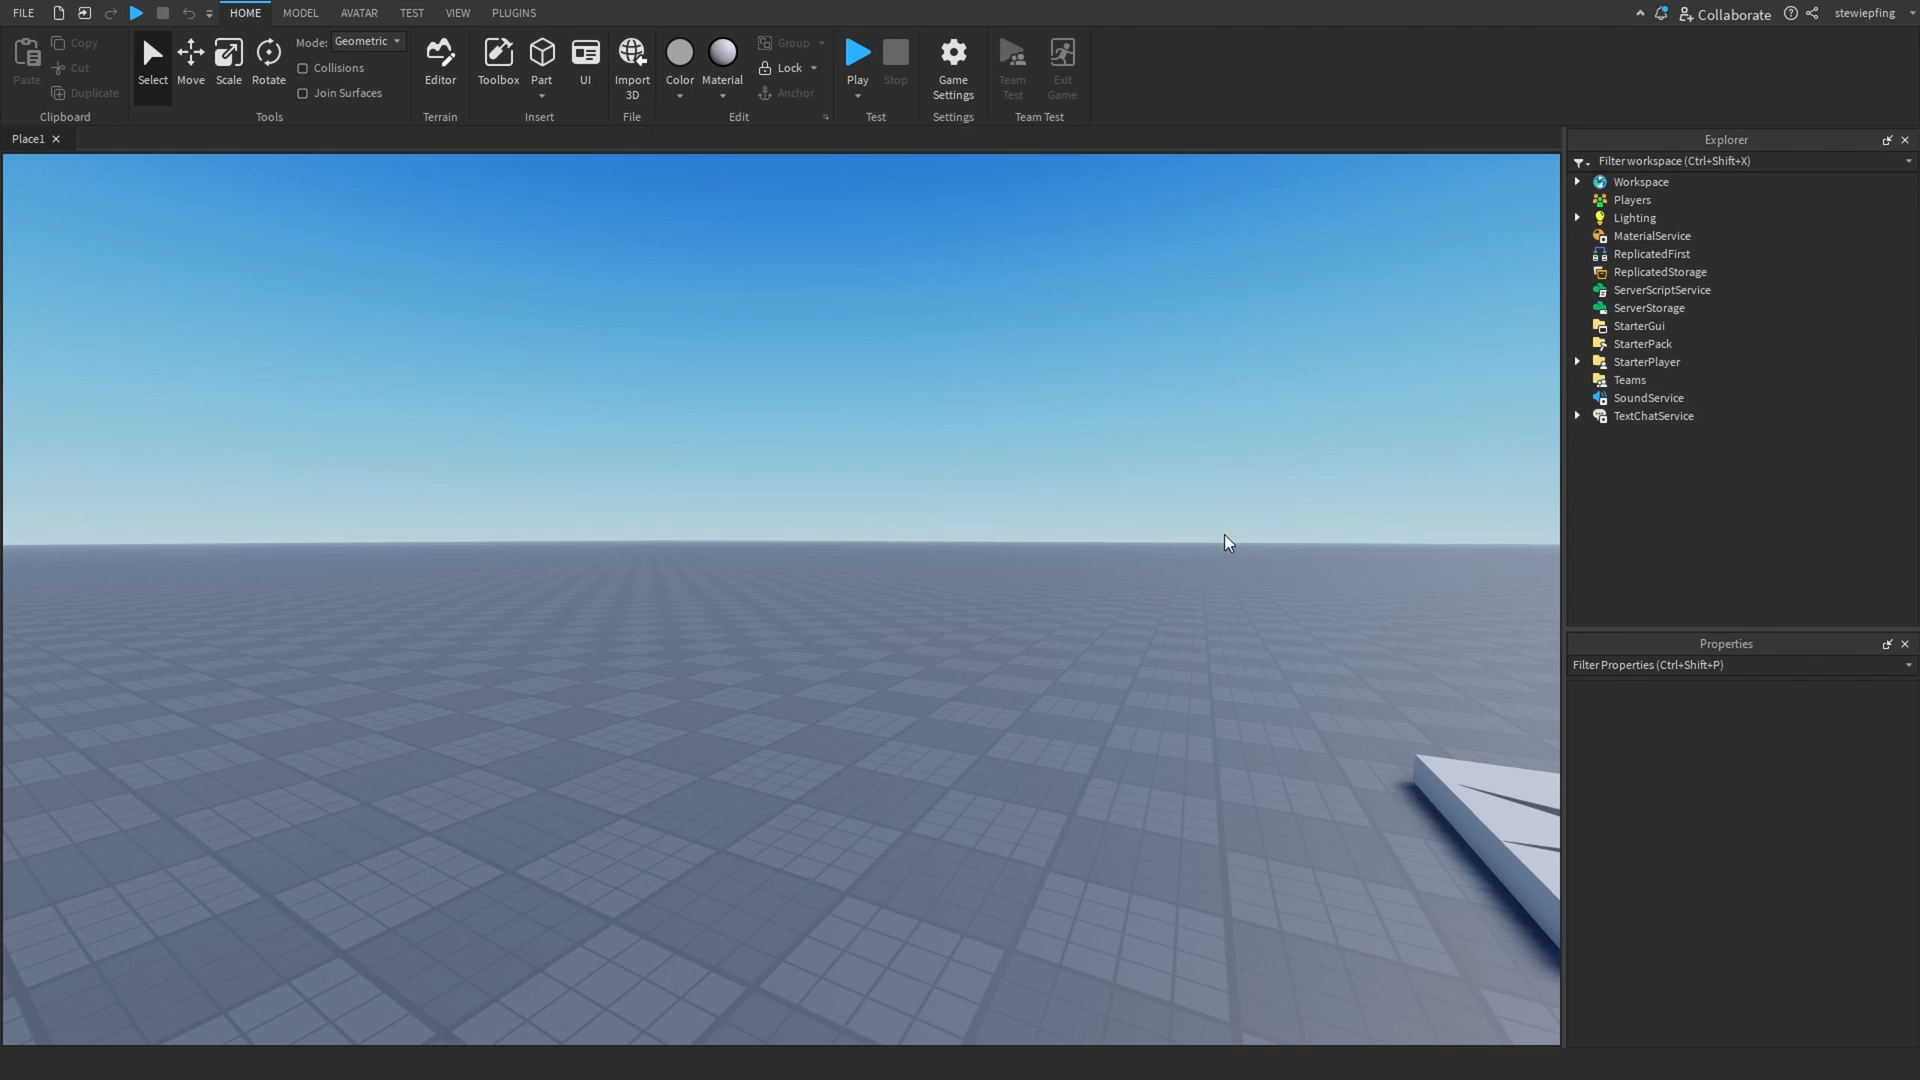 FILE HOME MODEL AVATAR TEST VIEW PLUGINS Collaborate stewiepfing
Paste Copy Cut Duplicate
Clipboard
Select Move Scale Rotate
Mode: Geometric
Collisions
Join Surfaces
Tools
Editor
Terrain
Toolbox Part UI
Insert
Import
3D
File
Color Material
Group
Lock
Anchor
Edit
Play Stop
Test
Game
Settings
Settings
Team
Test
Exit
Game
Team Test
Place1
Explorer
Filter workspace (Ctrl+Shift+X)
Workspace
Players
Lighting
MaterialService
ReplicatedFirst
ReplicatedStorage
ServerScriptService
ServerStorage
StarterGui
StarterPack
StarterPlayer
Teams
SoundService
TextChatService
Properties
Filter Properties (Ctrl+Shift+P)